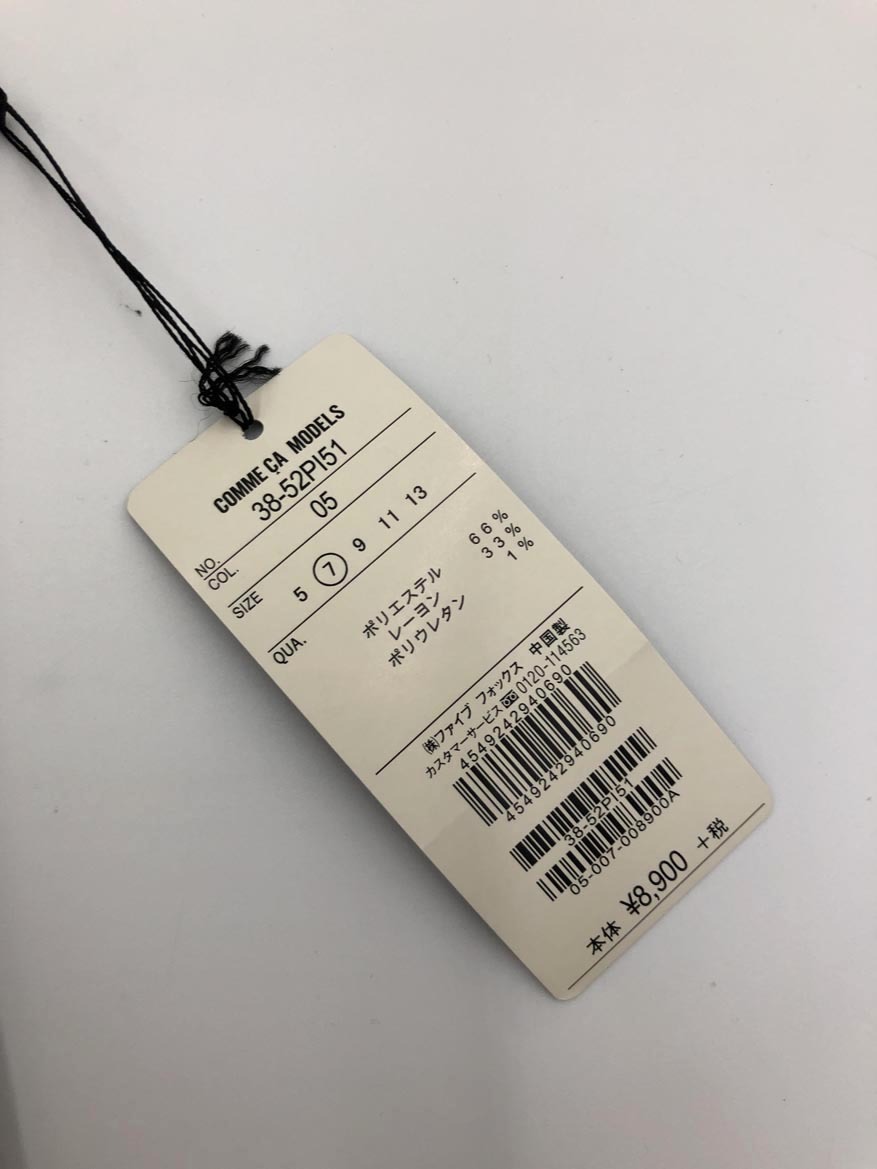 COMME ÇA MODELS
NO. 38-52PI51
COL. 05
SIZE 5 7 9 11 13
QUA. ポリエステル 66%
レーヨン 33%
ポリウレタン 1%
㈱ファイブ フォックス 中国製
カスタマーサービス 0120-114563
4549242940690
4549242940690
38-52PI51
05-007-008900A
本体 ¥8,900 +税